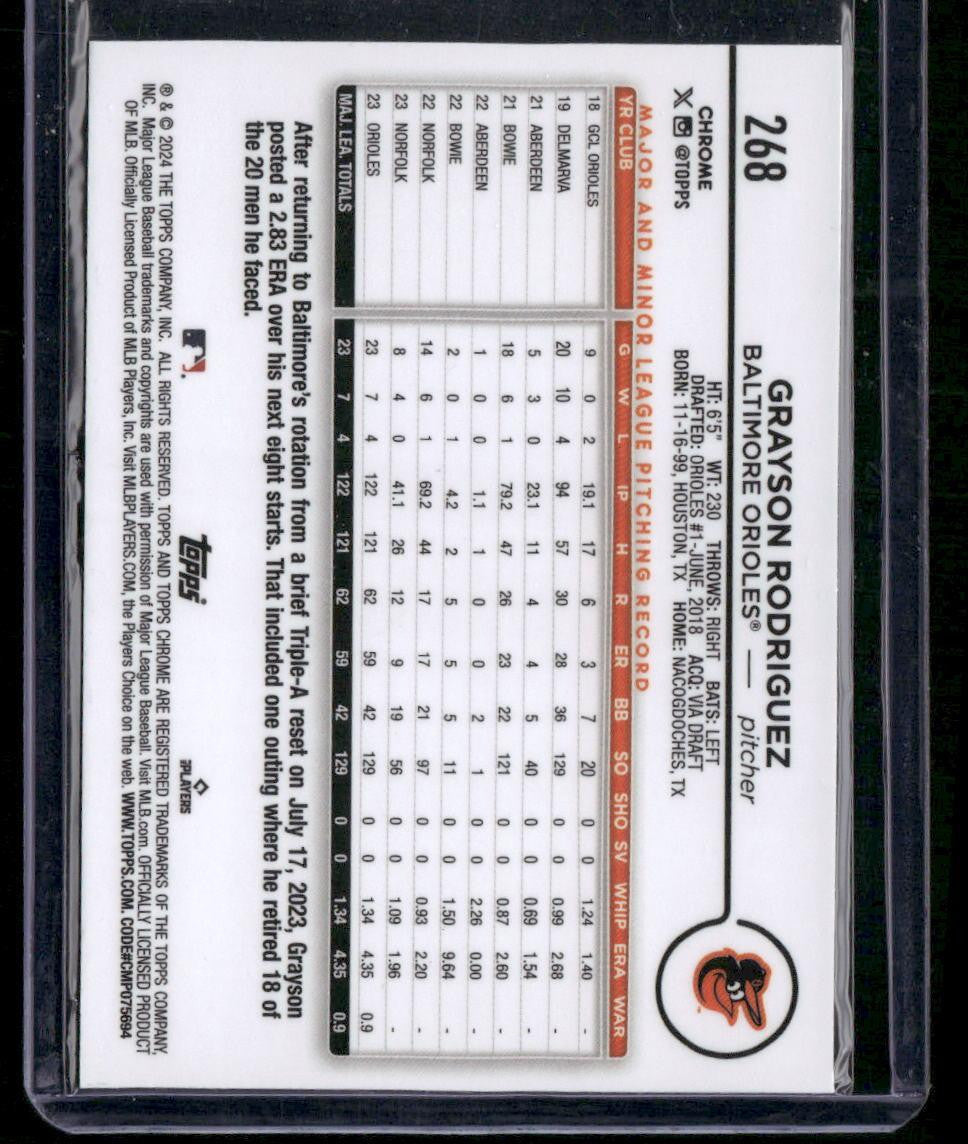 268
GRAYSON RODRIGUEZ
BALTIMORE ORIOLES® — pitcher
CHROME
X @TOPPS
HT: 6'5" WT: 230 THROWS: RIGHT BATS: LEFT
DRAFTED: ORIOLES #1-JUNE, 2018 ACQ: VIA DRAFT
BORN: 11-16-99, HOUSTON, TX HOME: NACOGDOCHES, TX
MAJOR AND MINOR LEAGUE PITCHING RECORD
YR CLUB G W L IP H R ER BB SO SHO SV WHIP ERA WAR
18 GCL ORIOLES 9 0 2 19.1 17 6 3 7 20 0 0 1.24 1.40 -
19 DELMARVA 20 10 4 94 57 30 28 36 129 0 0 0.99 2.68 -
21 ABERDEEN 5 3 0 23.1 11 4 4 5 40 0 0 0.69 1.54 -
21 BOWIE 18 6 1 79.2 47 26 23 22 121 0 0 0.87 2.60 -
22 ABERDEEN 1 0 0 1.1 1 0 0 2 1 0 0 2.26 0.00 -
22 BOWIE 2 0 1 4.2 2 5 5 5 11 0 0 1.50 9.64 -
22 NORFOLK 14 6 1 69.2 44 17 17 21 97 0 0 0.93 2.20 -
23 NORFOLK 8 4 0 41.1 26 12 9 19 56 0 0 1.09 1.96 -
23 ORIOLES 23 7 4 122 121 62 59 42 129 0 0 1.34 4.35 0.9
MAJ. LEA. TOTALS 23 7 4 122 121 62 59 42 129 0 0 1.34 4.35 0.9
After returning to Baltimore's rotation from a brief Triple-A reset on July 17, 2023, Grayson
posted a 2.83 ERA over his next eight starts. That included one outing where he retired 18 of
the 20 men he faced.
topps
PLAYERS
® & © 2024 THE TOPPS COMPANY, INC. ALL RIGHTS RESERVED. TOPPS AND TOPPS CHROME ARE REGISTERED TRADEMARKS OF THE TOPPS COMPANY,
INC. Major League Baseball trademarks and copyrights are used with permission of Major League Baseball. Visit MLB.com. OFFICIALLY LICENSED PRODUCT
OF MLB. Officially Licensed Product of MLB Players, Inc. Visit MLBPLAYERS.COM, the Players Choice on the web. WWW.TOPPS.COM. CODE#CMP075694